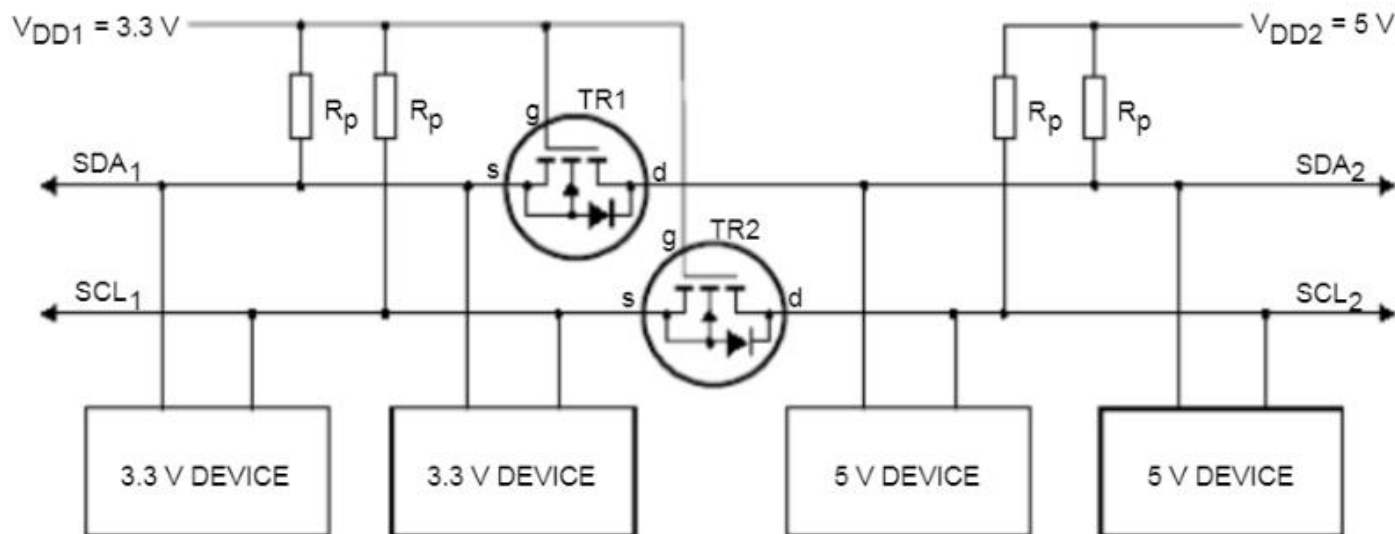 VDD1 = 3.3 V
VDD2 = 5 V
Rp
Rp
TR1
Rp
Rp
g
SDA1
s
d
SDA2
TR2
g
SCL1
s
d
SCL2
3.3 V DEVICE
3.3 V DEVICE
5 V DEVICE
5 V DEVICE